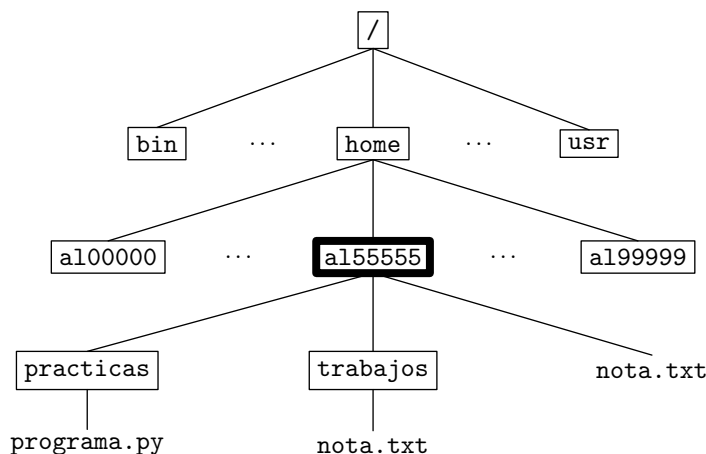 /
bin ... home ... usr
al00000 ... al55555 ... al99999
practicas trabajos nota.txt
programa.py nota.txt